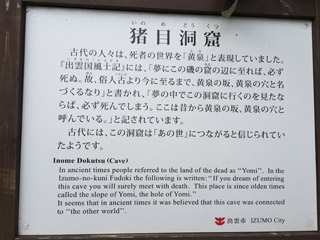 いの め どう くつ
猪目洞窟
古代の人々は、死者の世界を「黄泉」と表現していました。
『出雲国風土記』には、「夢にこの磯の窟の辺に至れば、必ず
死ぬ。故、俗人古より今に至るまで、黄泉の坂、黄泉の穴と名
づくるなり」と書かれ、「夢の中でこの洞窟に行くのを見たな
らば、必ず死んでしまう。ここは昔から黄泉の坂、黄泉の穴と
呼んでいる。」と記されています。
古代には、この洞窟は「あの世」につながると信じられてい
たようです。
Inome Dokutsu (Cave)
In ancient times people referred to the land of the dead as "Yomi". In the
Izumo-no-kuni Fudoki the following is written: "If you dream of entering
this cave you will surely meet with death. This place is since olden times
called the slope of Yomi, the hole of Yomi."
It seems that in ancient times it was believed that this cave was connected
to "the other world".
出雲市 IZUMO City